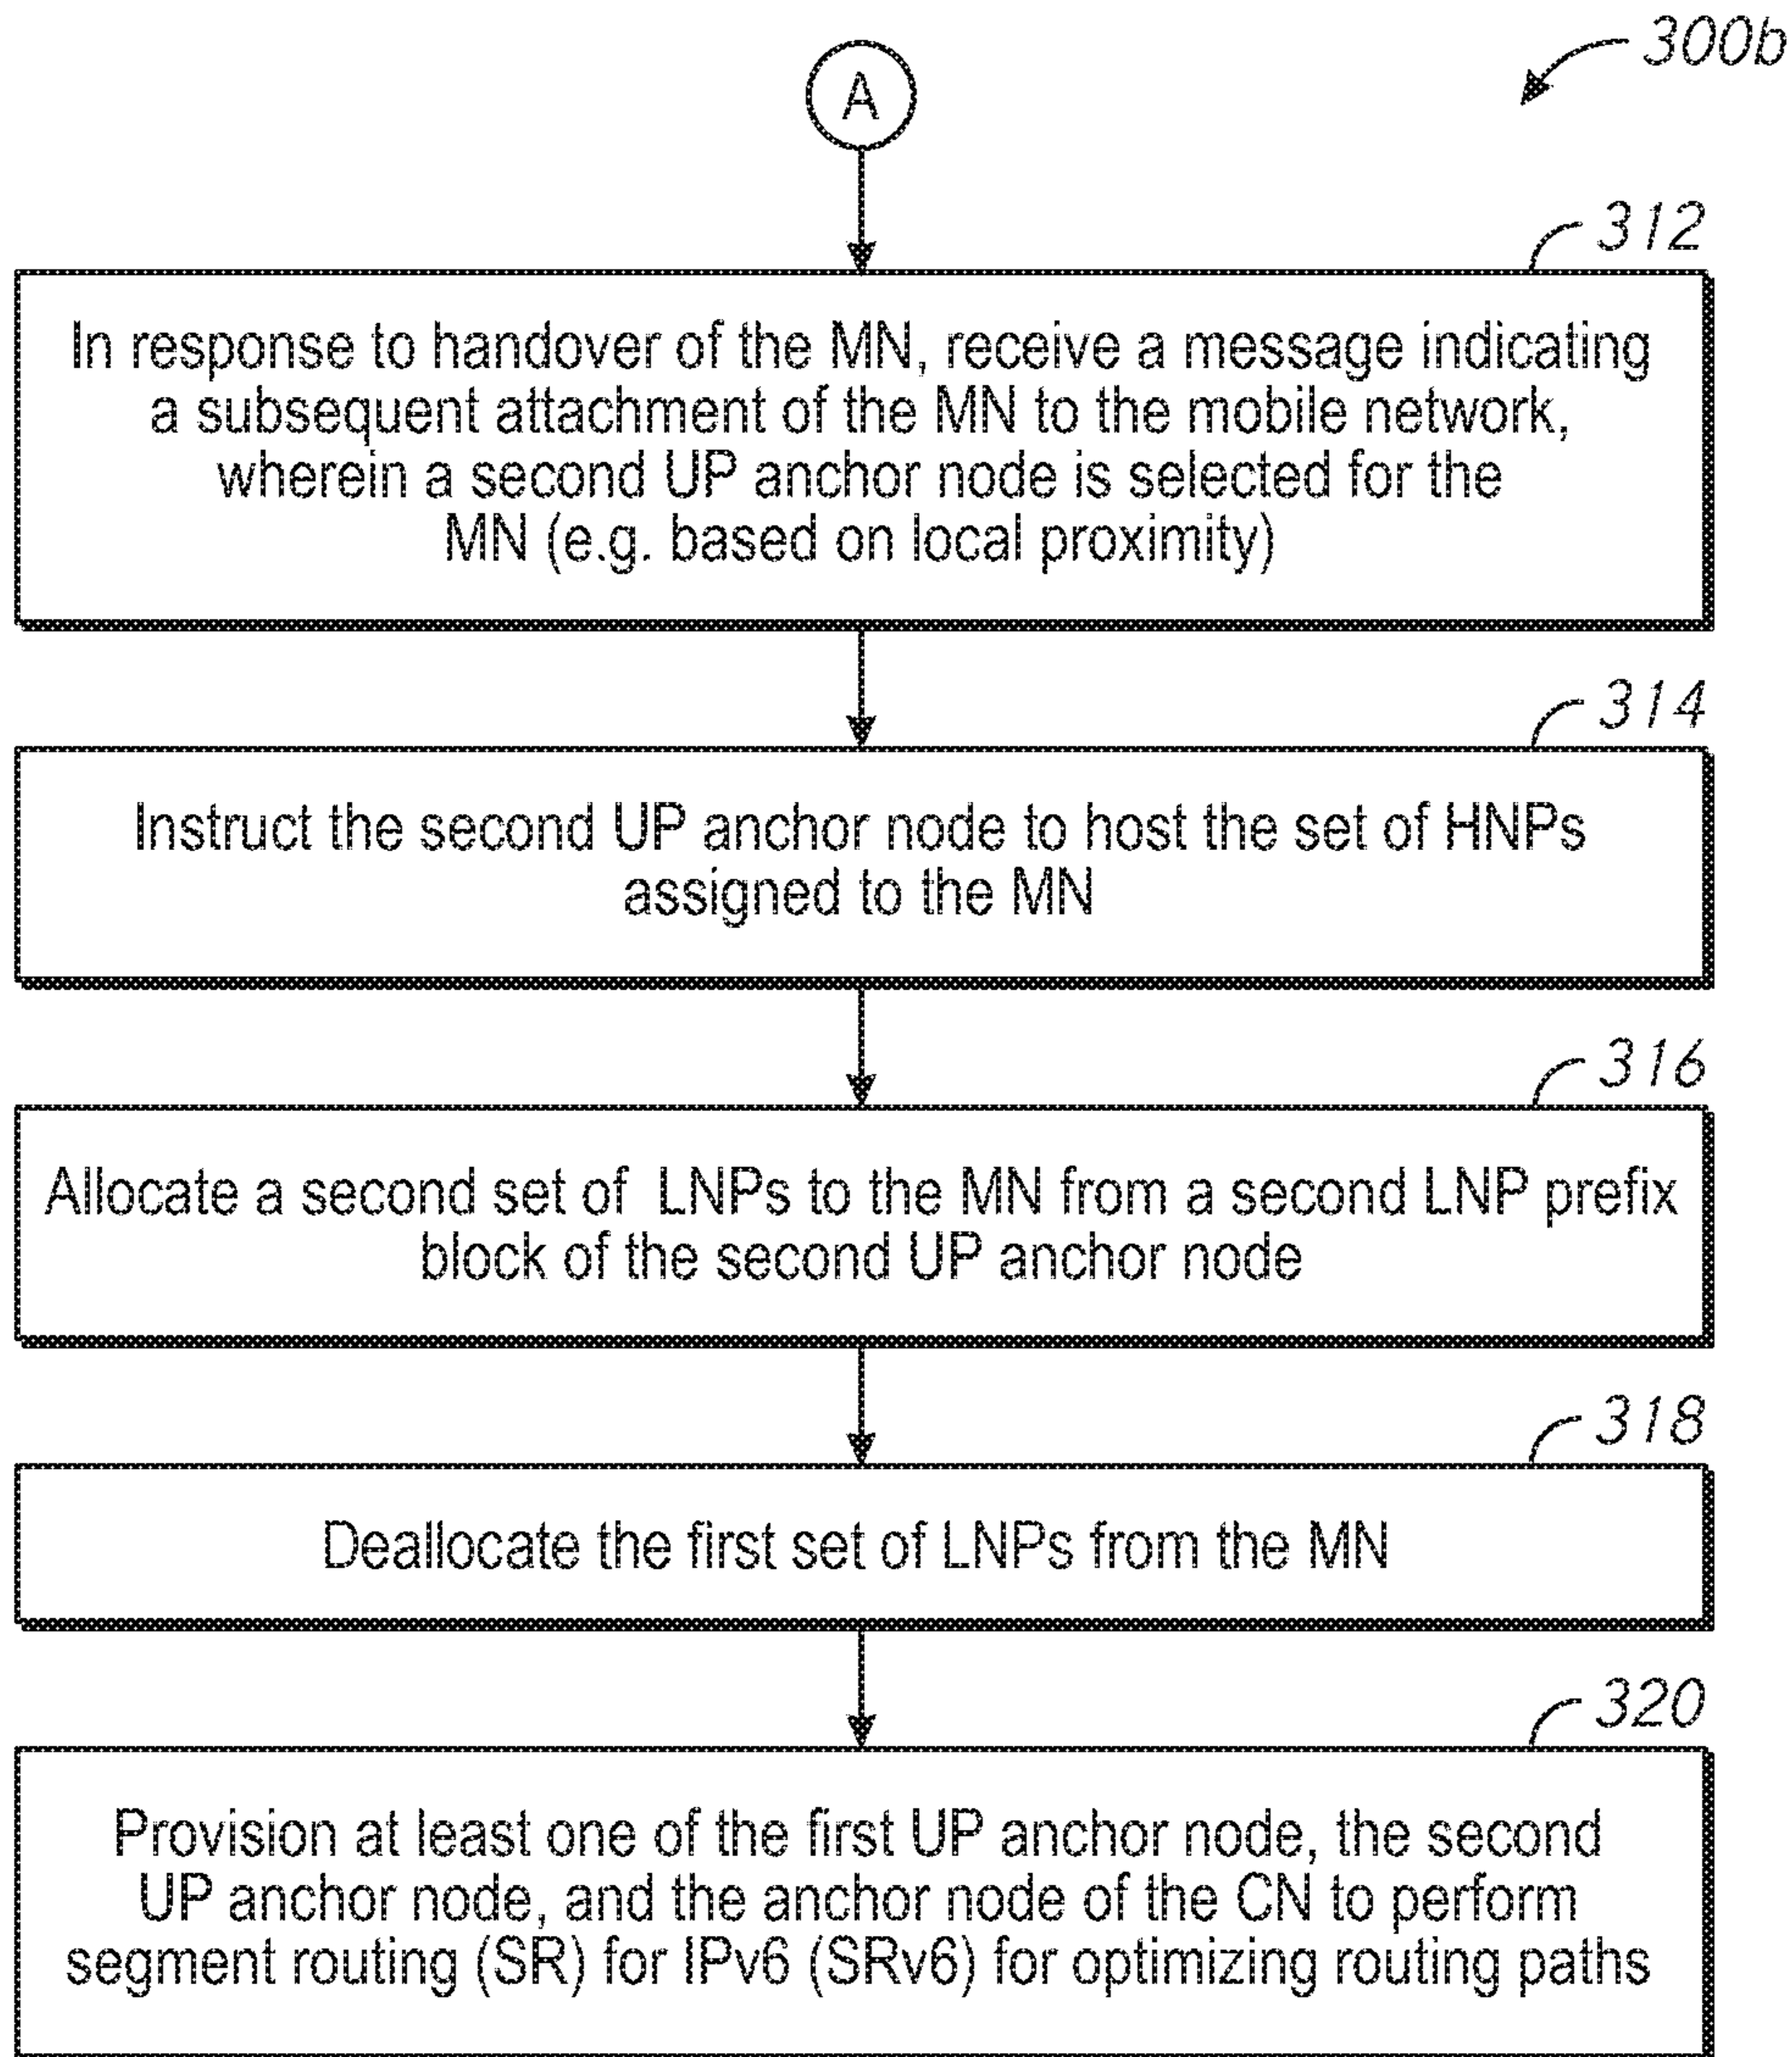 300b
A
312
In response to handover of the MN, receive a message indicating
a subsequent attachment of the MN to the mobile network,
wherein a second UP anchor node is selected for the
MN (e.g. based on local proximity)
314
Instruct the second UP anchor node to host the set of HNPs
assigned to the MN
316
Allocate a second set of LNPs to the MN from a second LNP prefix
block of the second UP anchor node
318
Deallocate the first set of LNPs from the MN
320
Provision at least one of the first UP anchor node, the second
UP anchor node, and the anchor node of the CN to perform
segment routing (SR) for IPv6 (SRv6) for optimizing routing paths